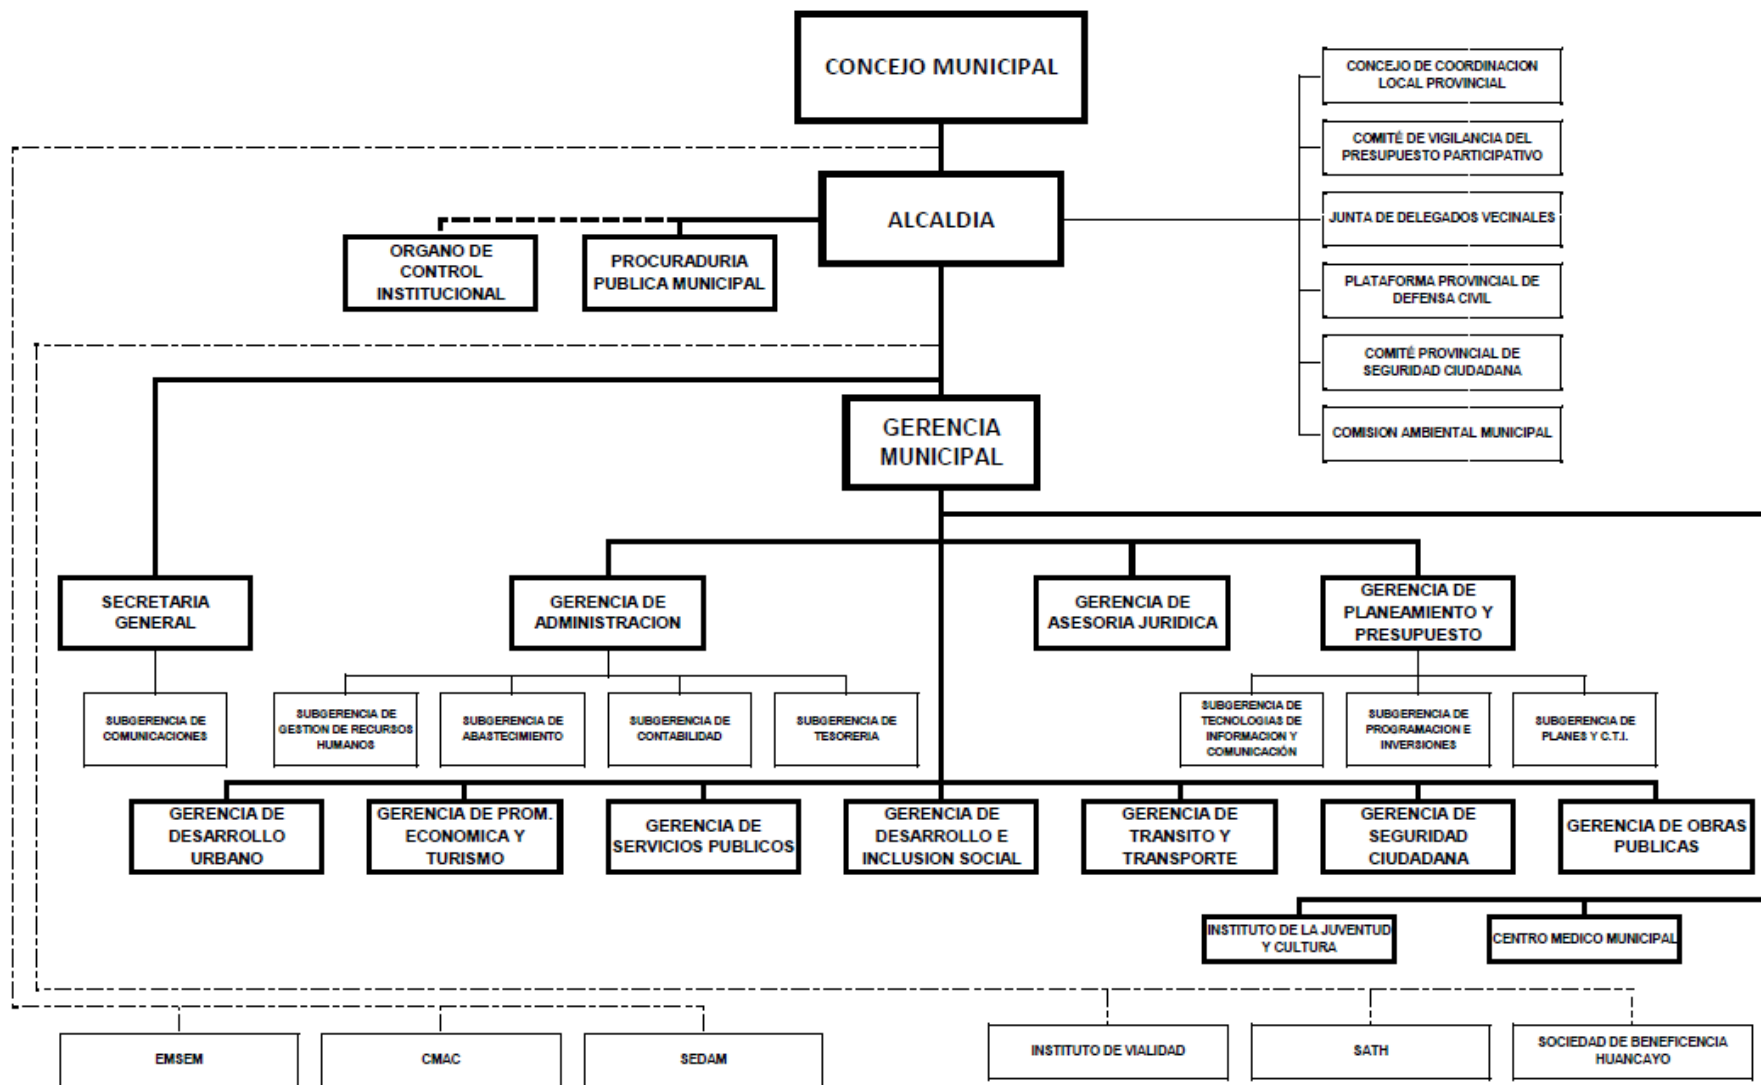 CONCEJO MUNICIPAL
CONCEJO DE COORDINACION
LOCAL PROVINCIAL
COMITÉ DE VIGILANCIA DEL
PRESUPUESTO PARTICIPATIVO
ALCALDIA
JUNTA DE DELEGADOS VECINALES
ORGANO DE
CONTROL
INSTITUCIONAL
PROCURADURIA
PUBLICA MUNICIPAL
PLATAFORMA PROVINCIAL DE
DEFENSA CIVIL
COMITÉ PROVINCIAL DE
SEGURIDAD CIUDADANA
GERENCIA
MUNICIPAL
COMISION AMBIENTAL MUNICIPAL
SECRETARIA
GENERAL
GERENCIA DE
ADMINISTRACION
GERENCIA DE
ASESORIA JURIDICA
GERENCIA DE
PLANEAMIENTO Y
PRESUPUESTO
SUBGERENCIA DE
COMUNICACIONES
SUBGERENCIA DE
GESTION DE RECURSOS
HUMANOS
SUBGERENCIA DE
ABASTECIMIENTO
SUBGERENCIA DE
CONTABILIDAD
SUBGERENCIA DE
TESORERIA
SUBGERENCIA DE
TECNOLOGIAS DE
INFORMACION Y
COMUNICACIÓN
SUBGERENCIA DE
PROGRAMACION E
INVERSIONES
SUBGERENCIA DE
PLANES Y C.T.I.
GERENCIA DE
DESARROLLO
URBANO
GERENCIA DE PROM.
ECONOMICA Y
TURISMO
GERENCIA DE
SERVICIOS PUBLICOS
GERENCIA DE
DESARROLLO E
INCLUSION SOCIAL
GERENCIA DE
TRANSITO Y
TRANSPORTE
GERENCIA DE
SEGURIDAD
CIUDADANA
GERENCIA DE OBRAS
PUBLICAS
INSTITUTO DE LA JUVENTUD
Y CULTURA
CENTRO MEDICO MUNICIPAL
EMSEM
CMAC
SEDAM
INSTITUTO DE VIALIDAD
SATH
SOCIEDAD DE BENEFICENCIA
HUANCAYO